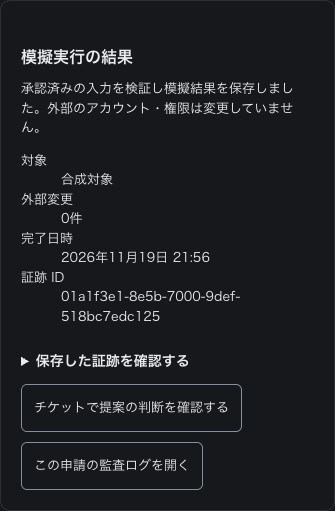 模擬実行の結果
承認済みの入力を検証し模擬結果を保存しまし
た。外部のアカウント・権限は変更していませ
ん。
対象
合成対象
外部変更
0件
完了日時
2026年11月19日 21:56
証跡 ID
01a1f3e1-8e5b-7000-9def-
518bc7edc125
▶ 保存した証跡を確認する
チケットで提案の判断を確認する
この申請の監査ログを開く